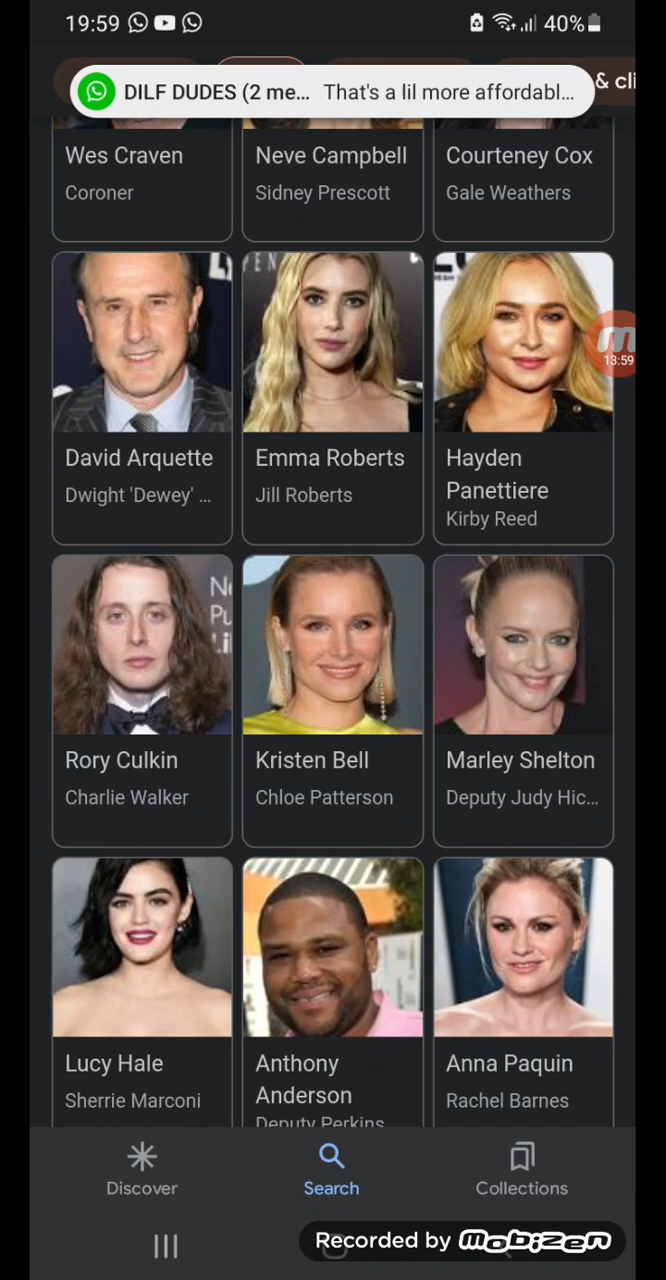 19:59
40%
DILF DUDES (2 me... That's a lil more affordabl...
& cli
Wes Craven
Coroner
Neve Campbell
Sidney Prescott
Courteney Cox
Gale Weathers
David Arquette
Dwight 'Dewey' ...
Emma Roberts
Jill Roberts
Hayden
Panettiere
Kirby Reed
13:59
Rory Culkin
Charlie Walker
Kristen Bell
Chloe Patterson
Marley Shelton
Deputy Judy Hic...
Lucy Hale
Sherrie Marconi
Anthony
Anderson
Deputy Perkins
Anna Paquin
Rachel Barnes
Discover
Search
Collections
Recorded by mobizen